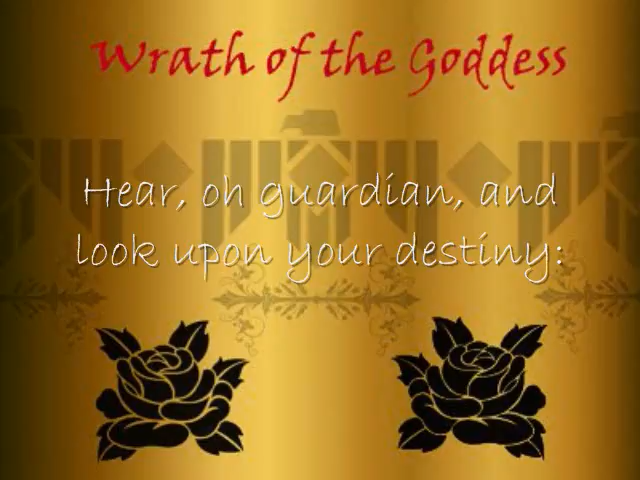 Wrath of the Goddess
Hear, oh guardian, and
look upon your destiny: